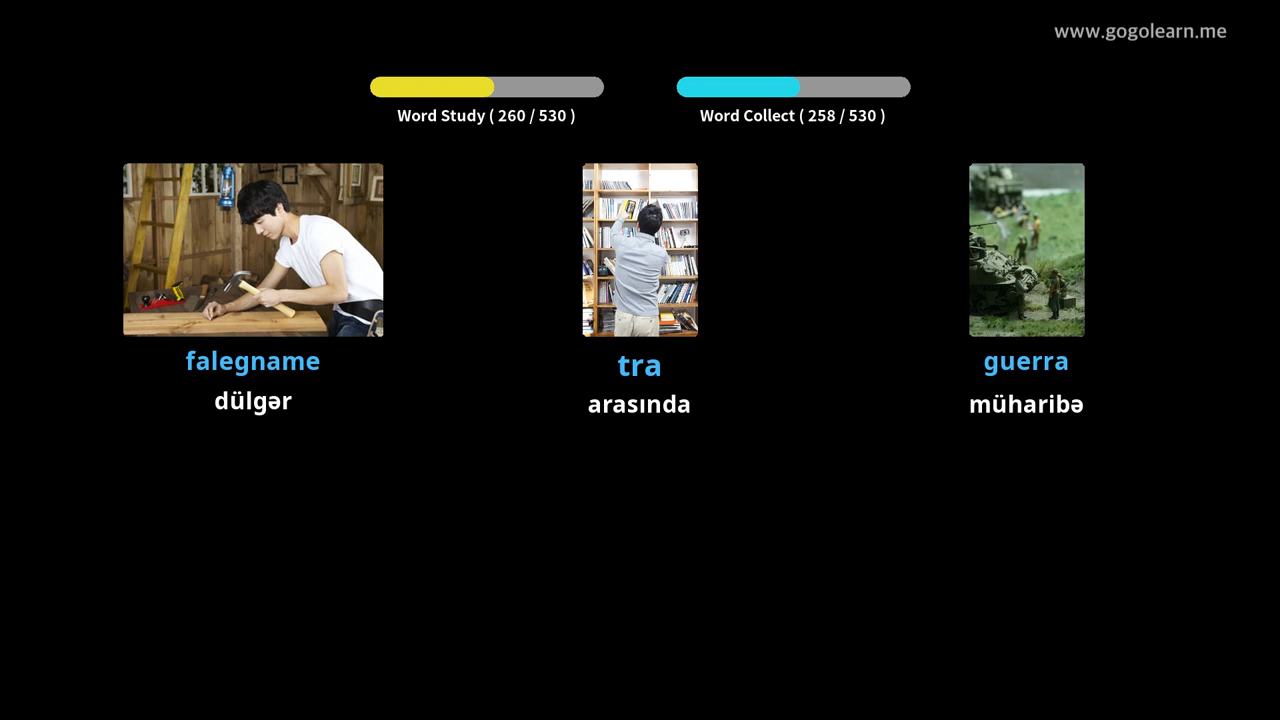 www.gogolearn.me
Word Study ( 260 / 530 )
Word Collect ( 258 / 530 )
falegname
dülgər
tra
arasında
guerra
müharibə